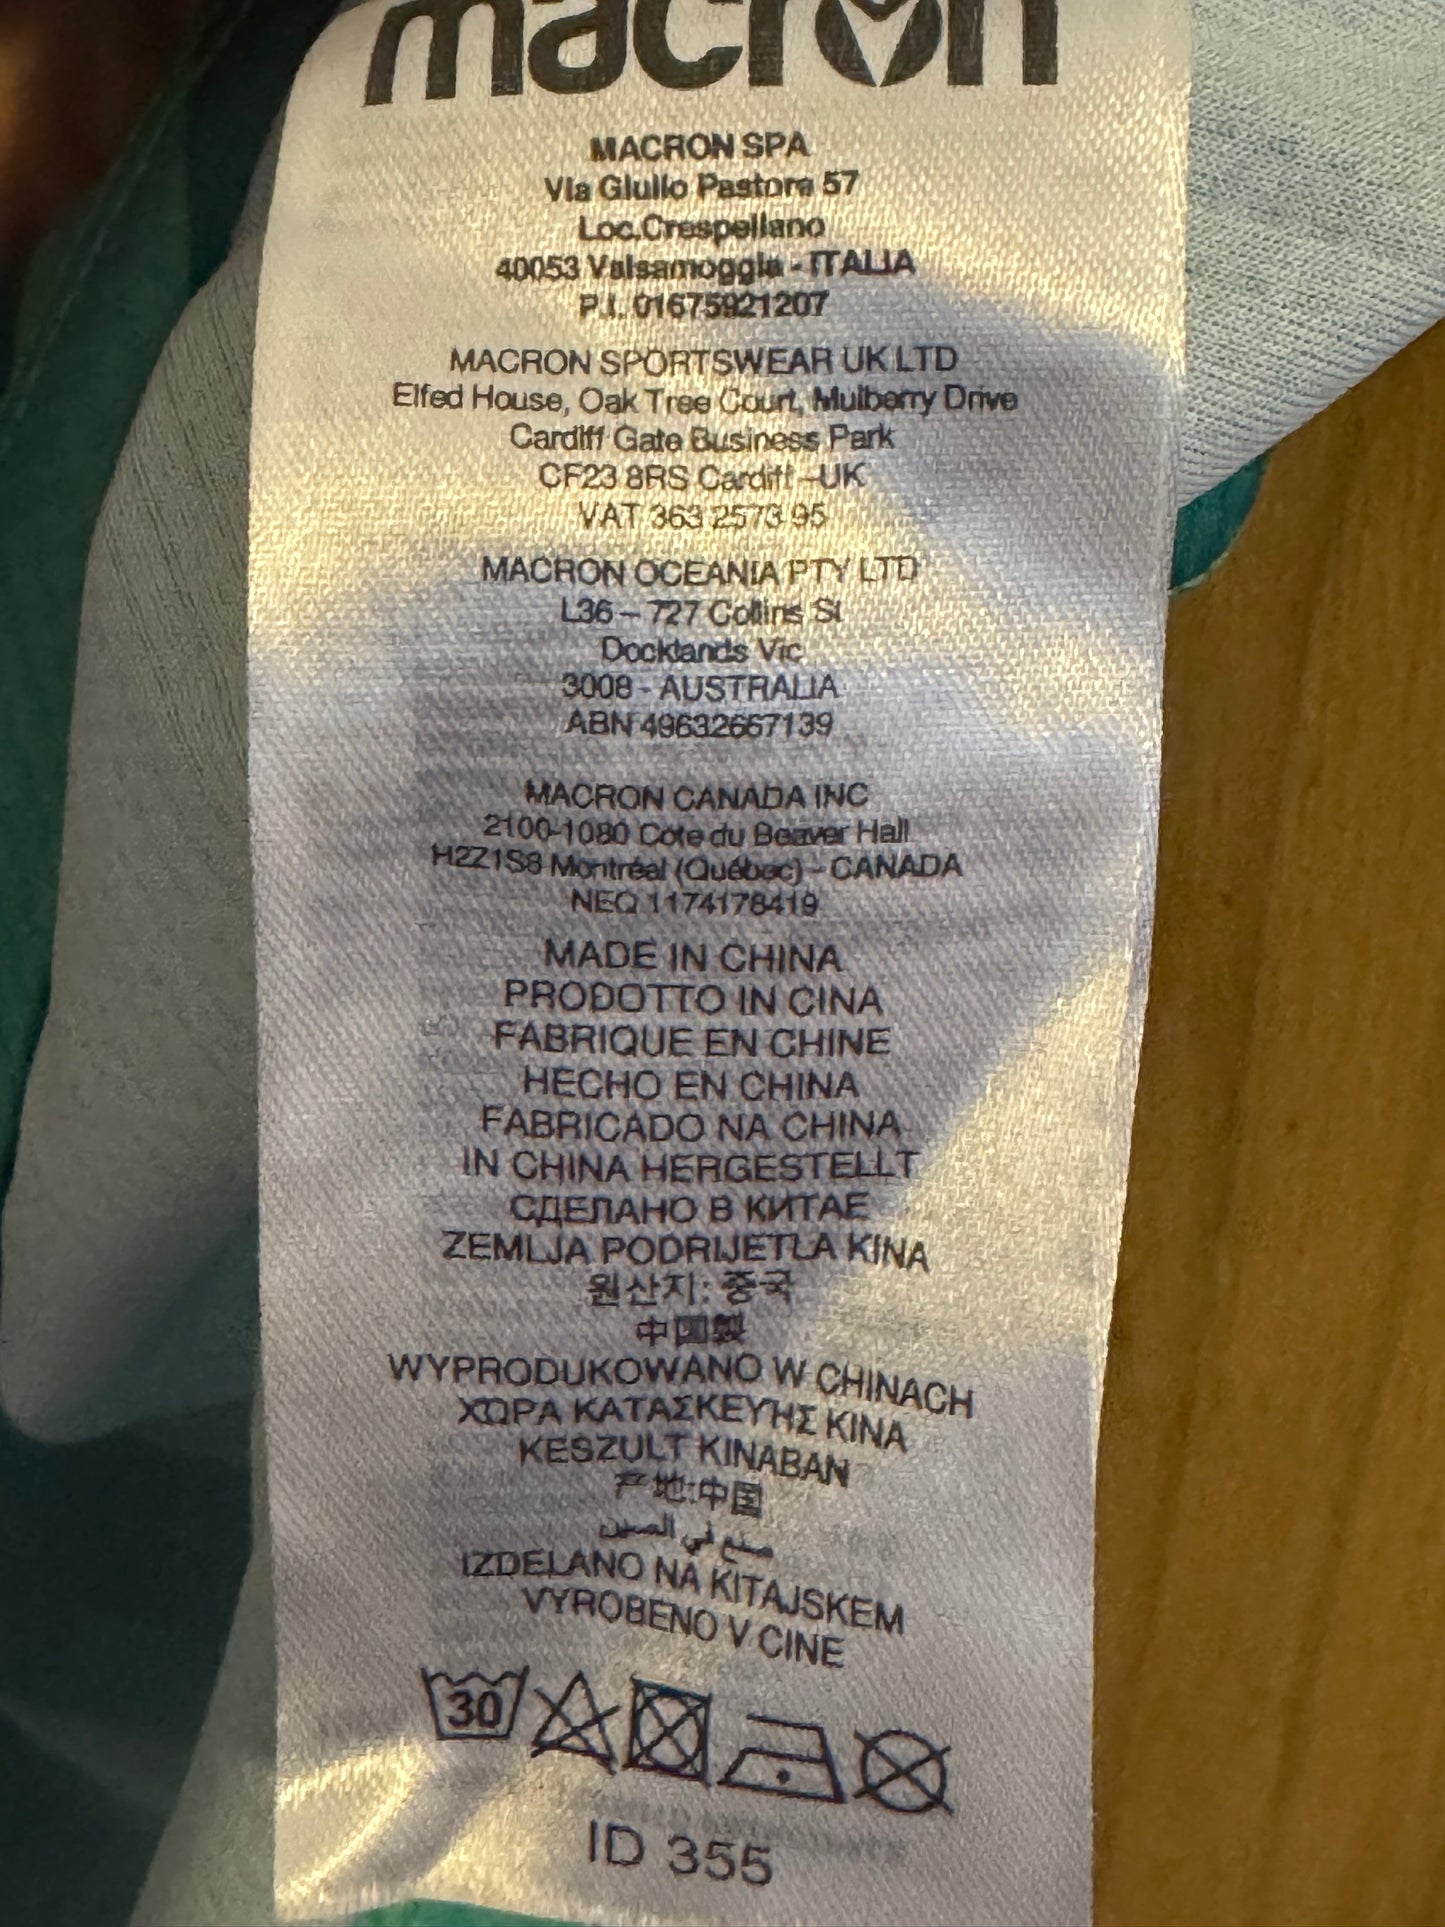 macron
MACRON SPA
Via Giulio Pastore 57
Loc.Crespellano
40053 Valsamoggia - ITALIA
P.I. 01675921207
MACRON SPORTSWEAR UK LTD
Elfed House, Oak Tree Court, Mulberry Drive
Cardiff Gate Business Park
CF23 8RS Cardiff –UK
VAT 363 2573 95
MACRON OCEANIA PTY LTD
L36 – 727 Collins St
Docklands Vic
3008 - AUSTRALIA
ABN 49632667139
MACRON CANADA INC
2100-1080 Côte du Beaver Hall
H2Z1S8 Montréal (Québec) – CANADA
NEQ 1174178419
MADE IN CHINA
PRODOTTO IN CINA
FABRIQUE EN CHINE
HECHO EN CHINA
FABRICADO NA CHINA
IN CHINA HERGESTELLT
СДЕЛАНО В КИТАЕ
ZEMLJA PODRIJETLA KINA
원산지: 중국
中国製
WYPRODUKOWANO W CHINACH
ΧΩΡΑ ΚΑΤΑΣΚΕΥΗΣ ΚΙΝΑ
KESZULT KINABAN
产地:中国
صنع في الصين
IZDELANO NA KITAJSKEM
VYROBENO V CINE
30
ID 355